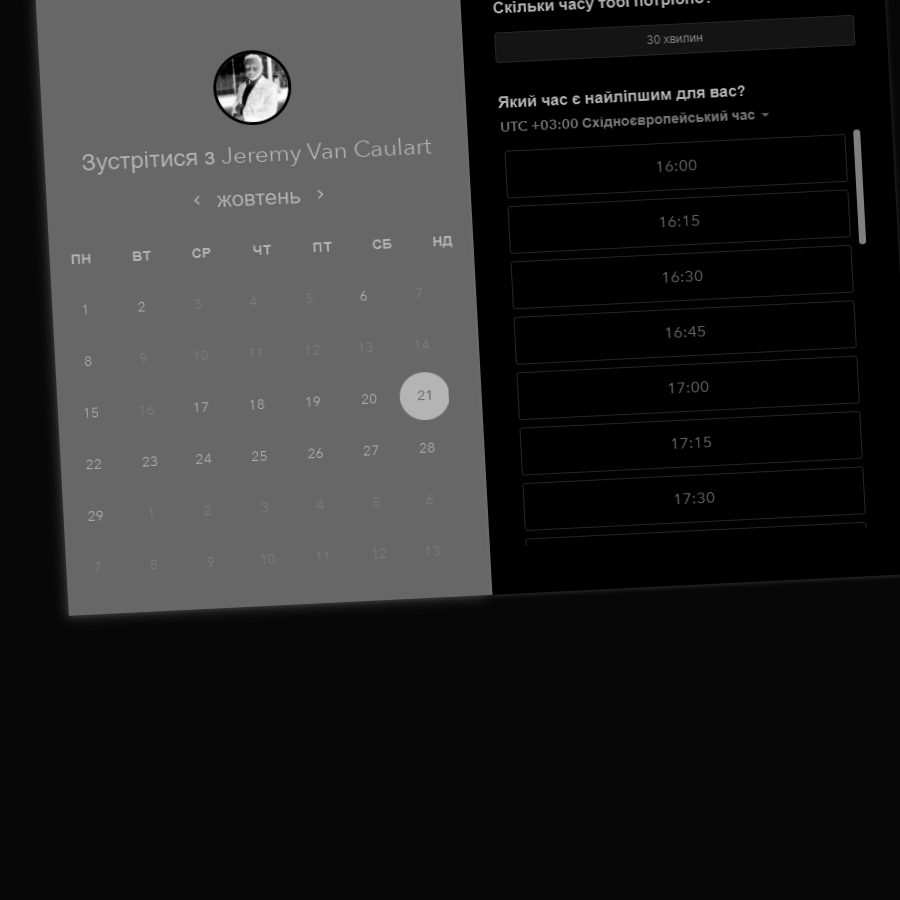 Зустрітися з Jeremy Van Caulart
‹ жовтень ›
ПН ВТ СР ЧТ ПТ СБ НД
1 2 3 4 5 6 7
8 9 10 11 12 13 14
15 16 17 18 19 20 21
22 23 24 25 26 27 28
29 1 2 3 4 5 6
7 8 9 10 11 12 13
Скільки часу тобі потрібно?
30 хвилин
Який час є найліпшим для вас?
UTC +03:00 Східноєвропейський час
16:00
16:15
16:30
16:45
17:00
17:15
17:30